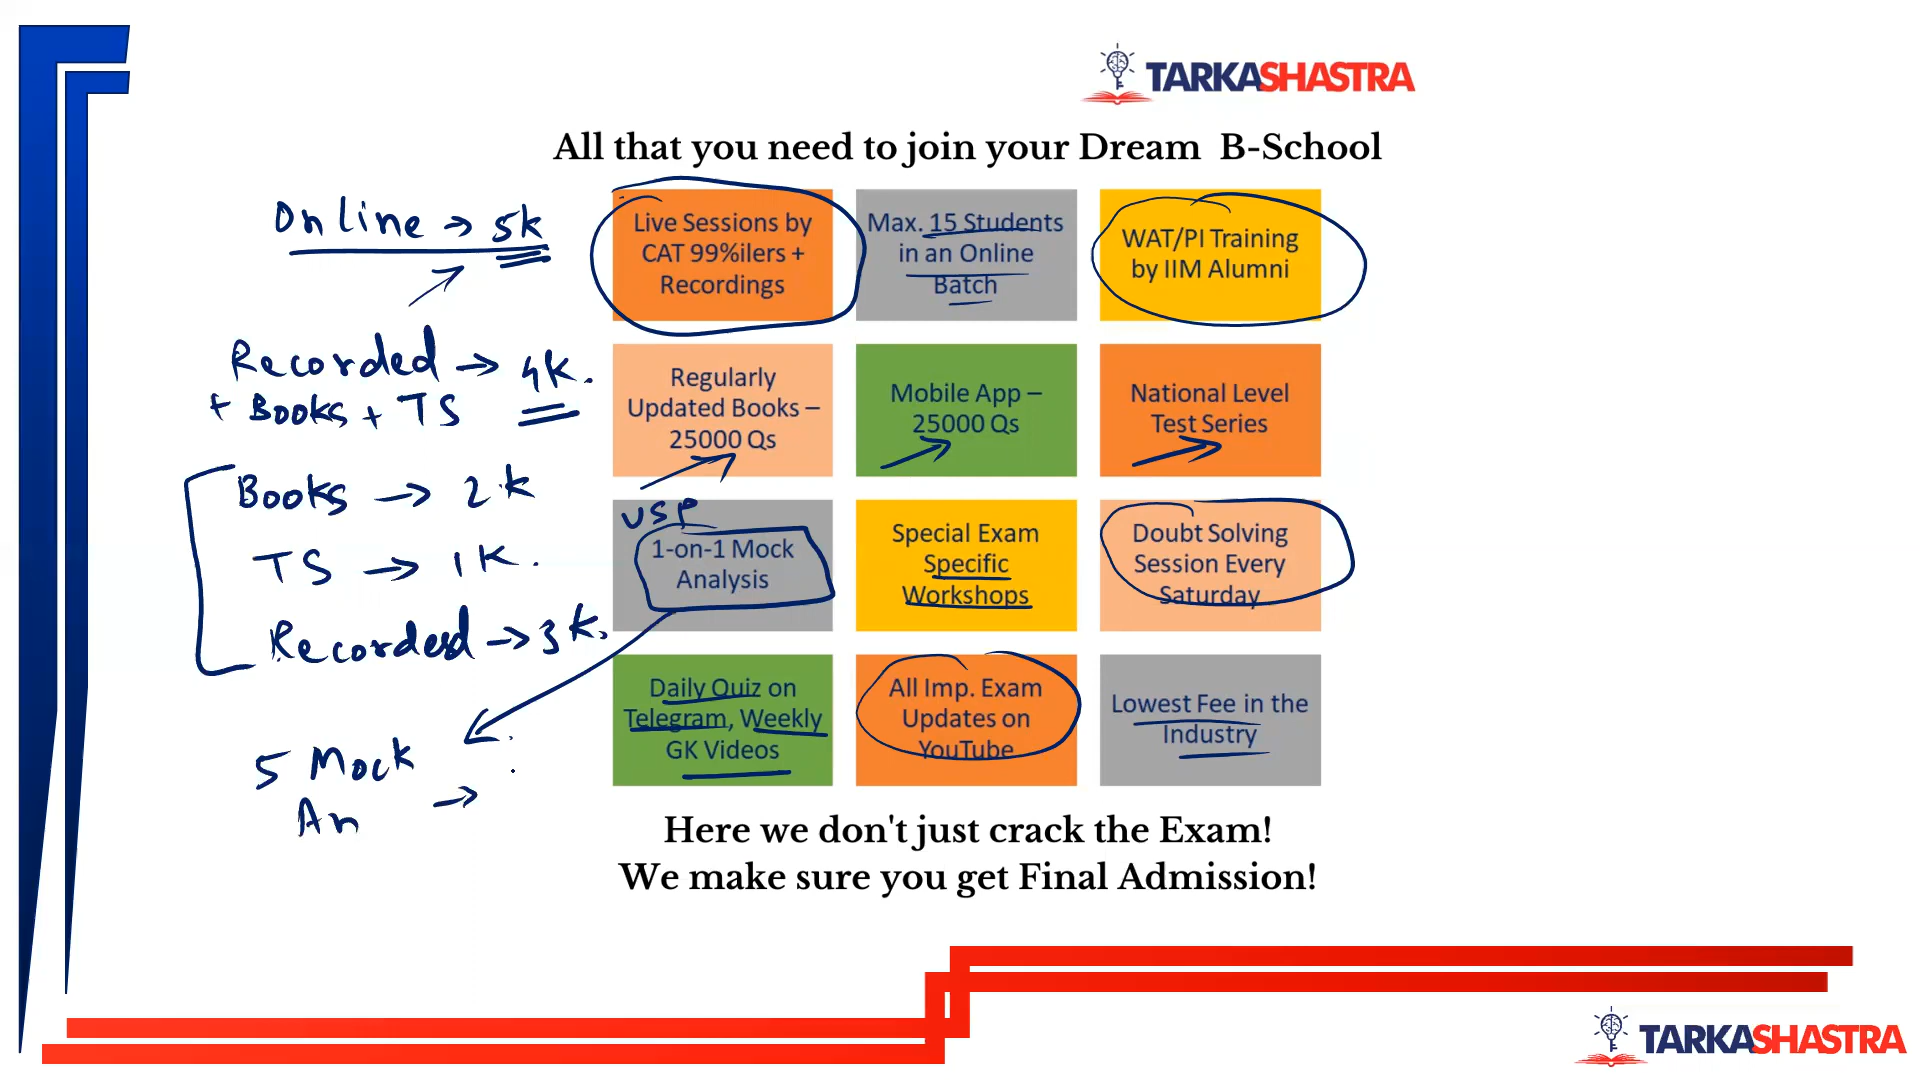 TARKASHASTRA
All that you need to join your Dream B-School
Online → 5k
Recorded → 4k.
+ Books + TS
Books → 2k
TS → 1K.
Recorded → 3k.
5 Mock
An →
Live Sessions by
CAT 99%ilers +
Recordings
Max. 15 Students
in an Online
Batch
WAT/PI Training
by IIM Alumni
Regularly
Updated Books –
25000 Qs
Mobile App –
25000 Qs
National Level
Test Series
USP
1-on-1 Mock
Analysis
Special Exam
Specific
Workshops
Doubt Solving
Session Every
Saturday
Daily Quiz on
Telegram, Weekly
GK Videos
All Imp. Exam
Updates on
YouTube
Lowest Fee in the
Industry
Here we don't just crack the Exam!
We make sure you get Final Admission!
TARKASHASTRA